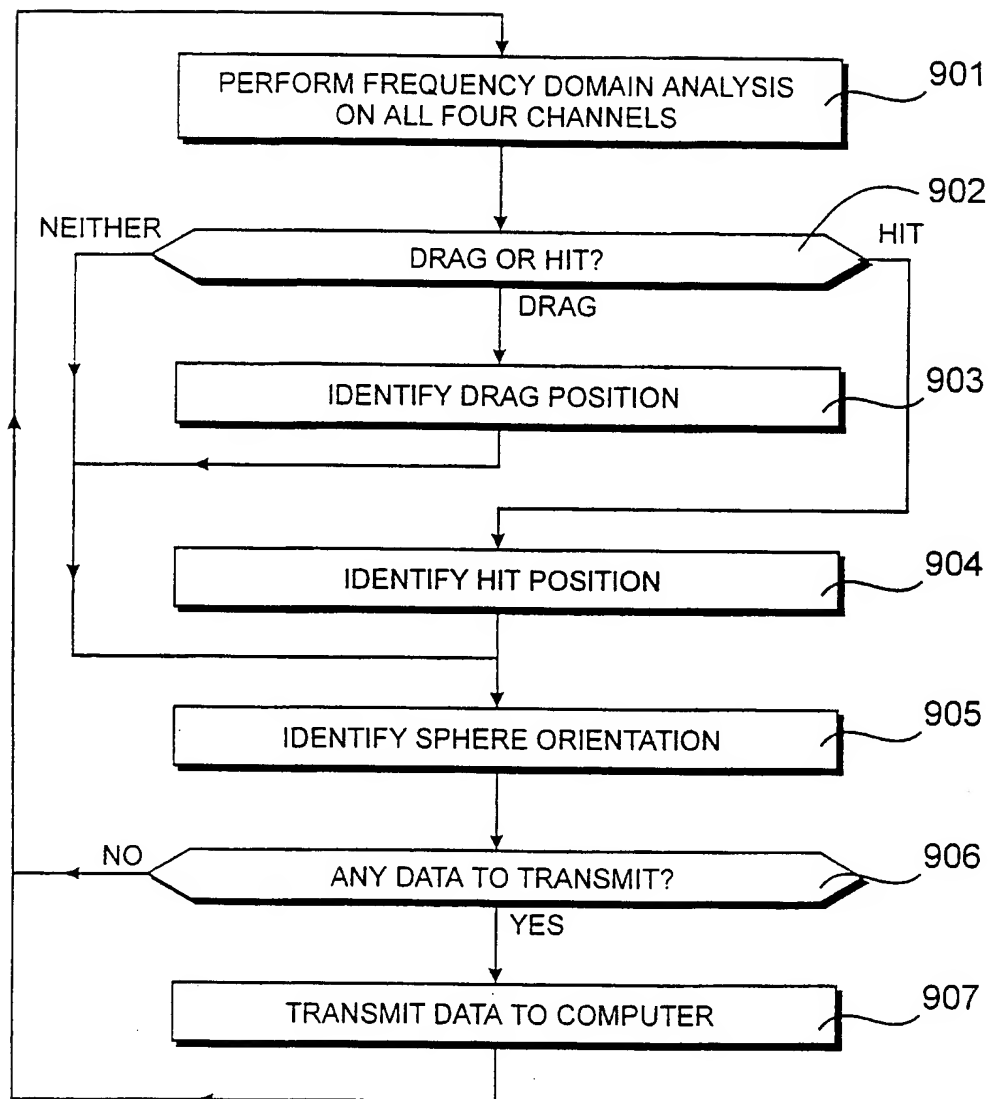 PERFORM FREQUENCY DOMAIN ANALYSIS
ON ALL FOUR CHANNELS
901
902
NEITHER
DRAG OR HIT?
HIT
DRAG
IDENTIFY DRAG POSITION
903
IDENTIFY HIT POSITION
904
IDENTIFY SPHERE ORIENTATION
905
NO
ANY DATA TO TRANSMIT?
906
YES
TRANSMIT DATA TO COMPUTER
907